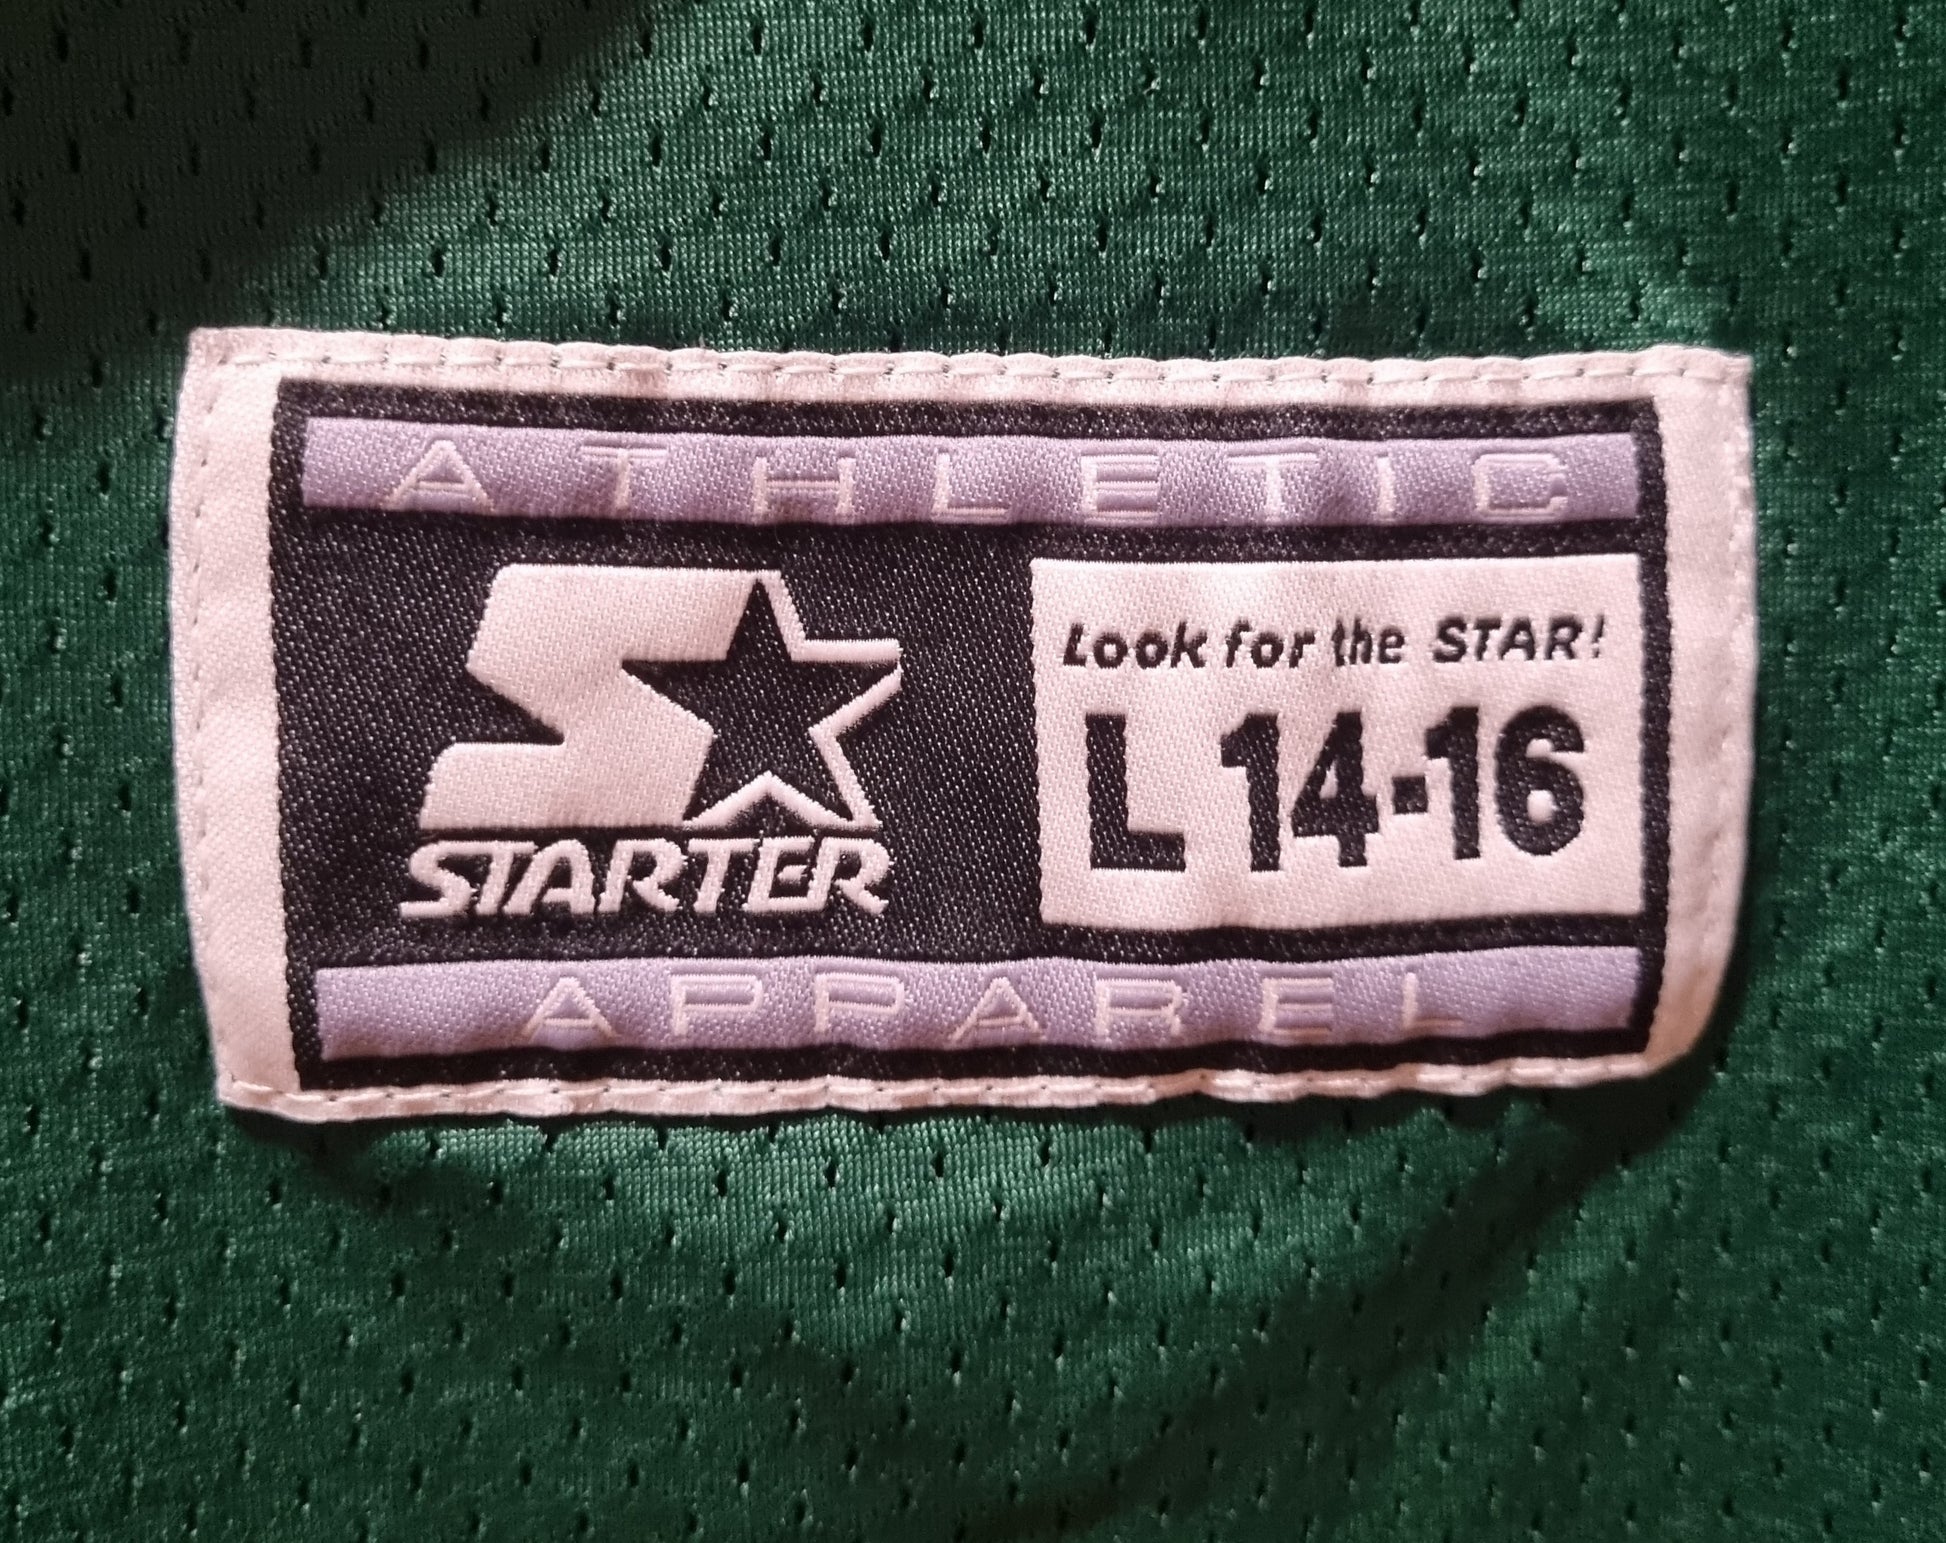 ATHLETIC
STARTER
Look for the STAR!
L 14-16
APPAREL